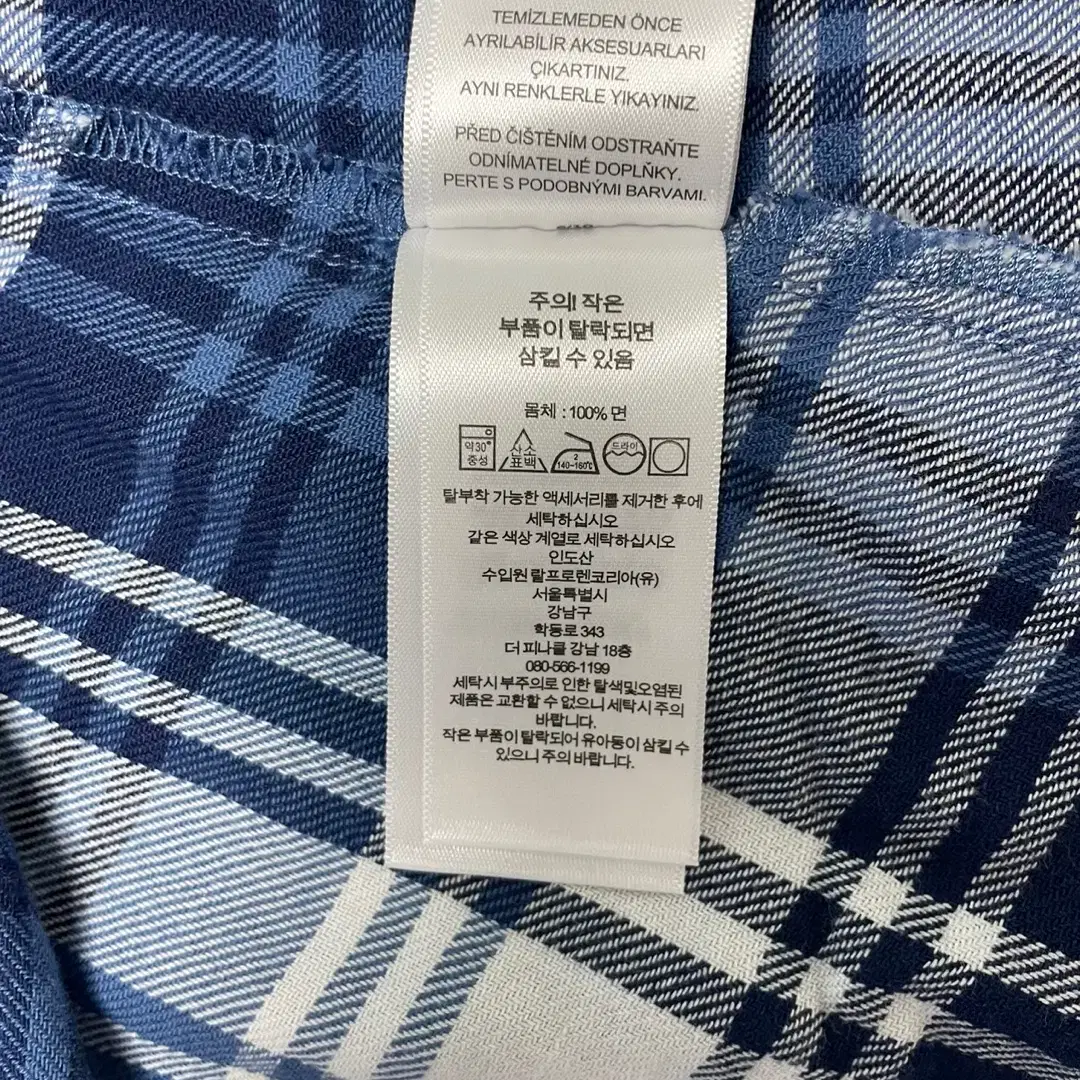 TEMİZLEMEDEN ÖNCE
AYRILABİLİR AKSESUARLARI
ÇIKARTINIZ.
AYNI RENKLERLE YIKAYINIZ.
PŘED ČIŠTĚNÍM ODSTRAŇTE
ODNÍMATELNÉ DOPLŇKY.
PERTE S PODOBNÝMI BARVAMI.
주의! 작은
부품이 탈락되면
삼킬 수 있음
몸체 : 100% 면
약30° 중성
산소 표백
2 140~160℃
드라이
탈부착 가능한 액세서리를 제거한 후에
세탁하십시오
같은 색상 계열로 세탁하십시오
인도산
수입원 랄프로렌코리아(유)
서울특별시
강남구
학동로 343
더 피나클 강남 18층
080-566-1199
세탁시 부주의로 인한 탈색및오염된
제품은 교환할 수 없으니 세탁시 주의
바랍니다.
작은 부품이 탈락되어 유아등이 삼킬 수
있으니 주의 바랍니다.